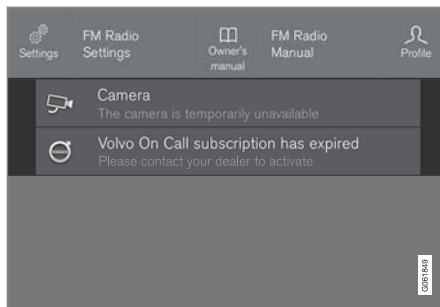 Settings
FM Radio
Settings
Owner's
manual
FM Radio
Manual
Profile
Camera
The camera is temporarily unavailable
Volvo On Call subscription has expired
Please contact your dealer to activate
G061849